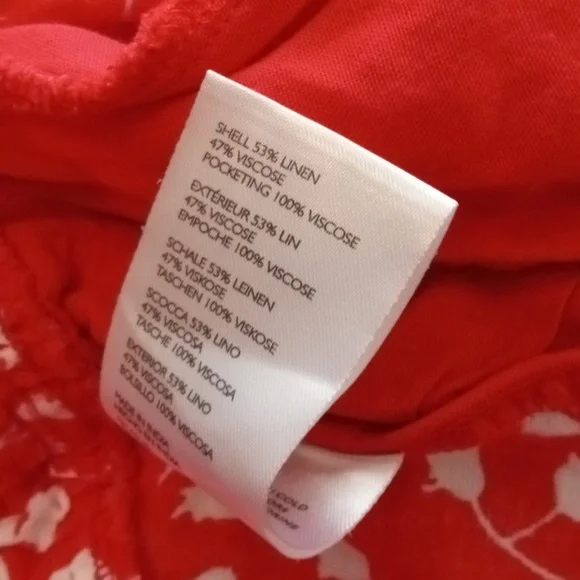 SHELL 53% LINEN
47% VISCOSE
POCKETING 100% VISCOSE
EXTÉRIEUR 53% LIN
47% VISCOSE
EMPOCHE 100% VISCOSE
SCHALE 53% LEINEN
47% VISKOSE
TASCHEN 100% VISKOSE
SCOCCA 53% LINO
47% VISCOSA
TASCHE 100% VISCOSA
EXTERIOR 53% LINO
47% VISCOSA
BOLSILLO 100% VISCOSA
MADE IN INDIA
COLD